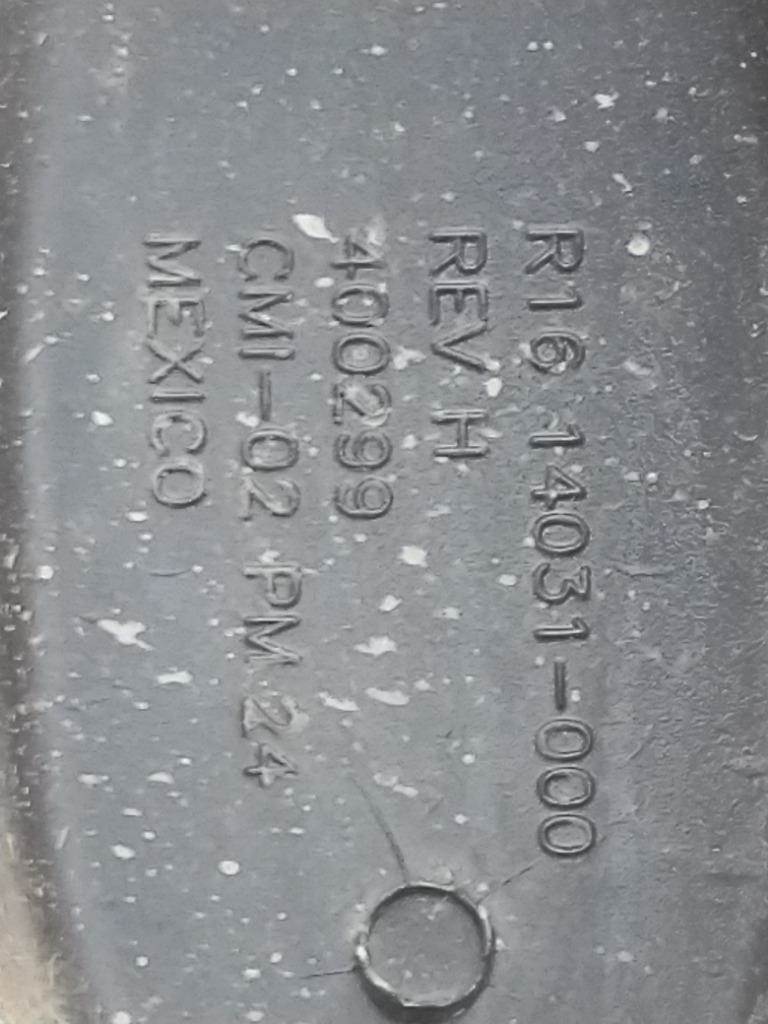 R16 14031-000
REV H
400299
CMI-02 PM 24
MEXICO